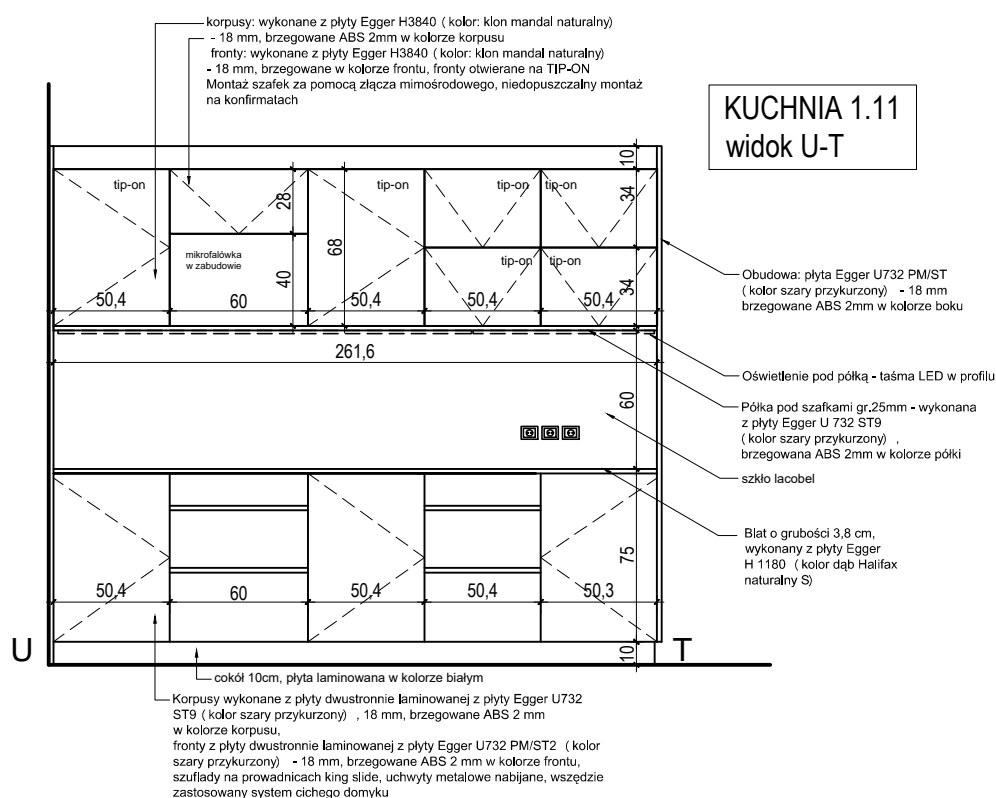 korpusy: wykonane z płyty Egger H3840 ( kolor: klon mandal naturalny)
- 18 mm, brzegowane ABS 2mm w kolorze korpusu
fronty: wykonane z płyty Egger H3840 ( kolor: klon mandal naturalny)
- 18 mm, brzegowane w kolorze frontu, fronty otwierane na TIP-ON
Montaż szafek za pomocą złącza mimośrodowego, niedopuszczalny montaż
na konfirmatach
KUCHNIA 1.11
widok U-T
10
tip-on
28
tip-on
tip-on
tip-on
34
68
mikrofalówka
w zabudowie
40
tip-on
tip-on
34
50,4
60
50,4
50,4
50,4
Obudowa: płyta Egger U732 PM/ST
( kolor szary przykurzony) - 18 mm
brzegowane ABS 2mm w kolorze boku
261,6
Oświetlenie pod półką - taśma LED w profilu
60
Półka pod szafkami gr.25mm - wykonana
z płyty Egger U 732 ST9
( kolor szary przykurzony) ,
brzegowana ABS 2mm w kolorze półki
szkło lacobel
Blat o grubości 3,8 cm,
wykonany z płyty Egger
H 1180 ( kolor dąb Halifax
naturalny S)
75
50,4
60
50,4
50,4
50,3
U
10
T
cokół 10cm, płyta laminowana w kolorze białym
Korpusy wykonane z płyty dwustronnie laminowanej z płyty Egger U732
ST9 ( kolor szary przykurzony) , 18 mm, brzegowane ABS 2 mm
w kolorze korpusu,
fronty z płyty dwustronnie laminowanej z płyty Egger U732 PM/ST2 ( kolor
szary przykurzony) - 18 mm, brzegowane ABS 2 mm w kolorze frontu,
szuflady na prowadnicach king slide, uchwyty metalowe nabijane, wszędzie
zastosowany system cichego domyku